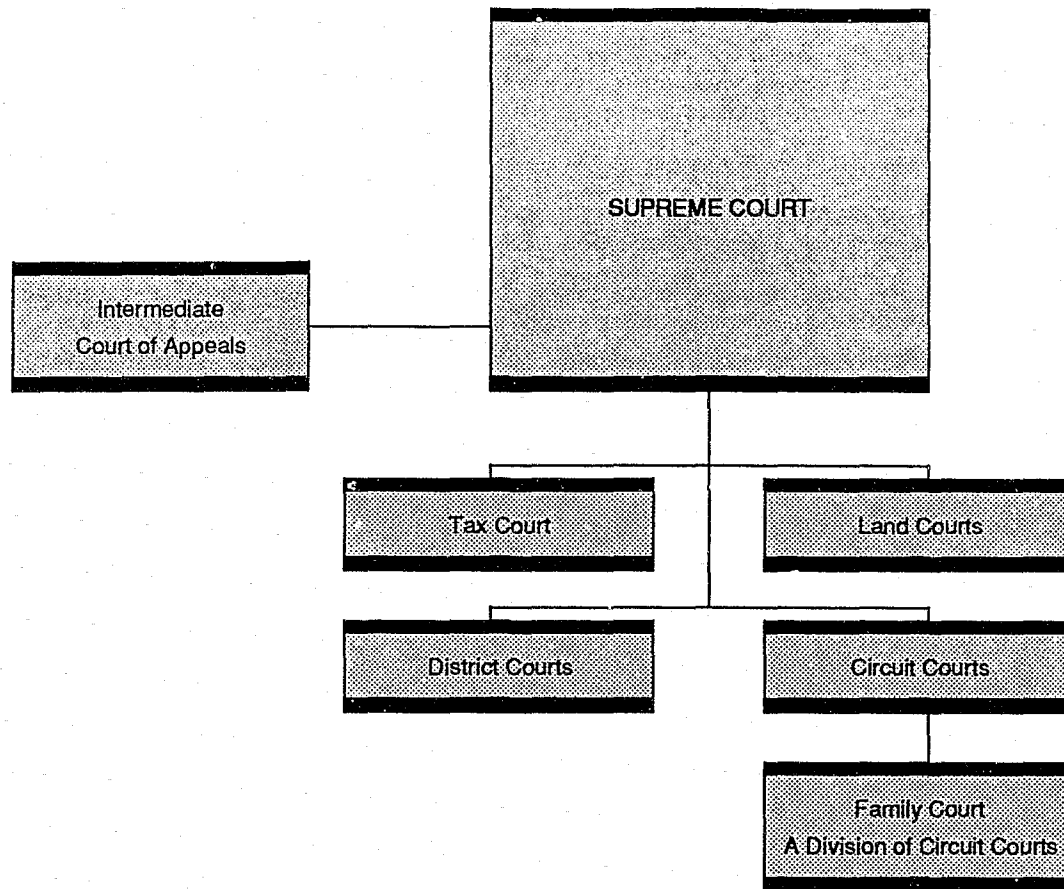 SUPREME COURT
Intermediate
Court of Appeals
Tax Court
Land Courts
District Courts
Circuit Courts
Family Court
A Division of Circuit Courts